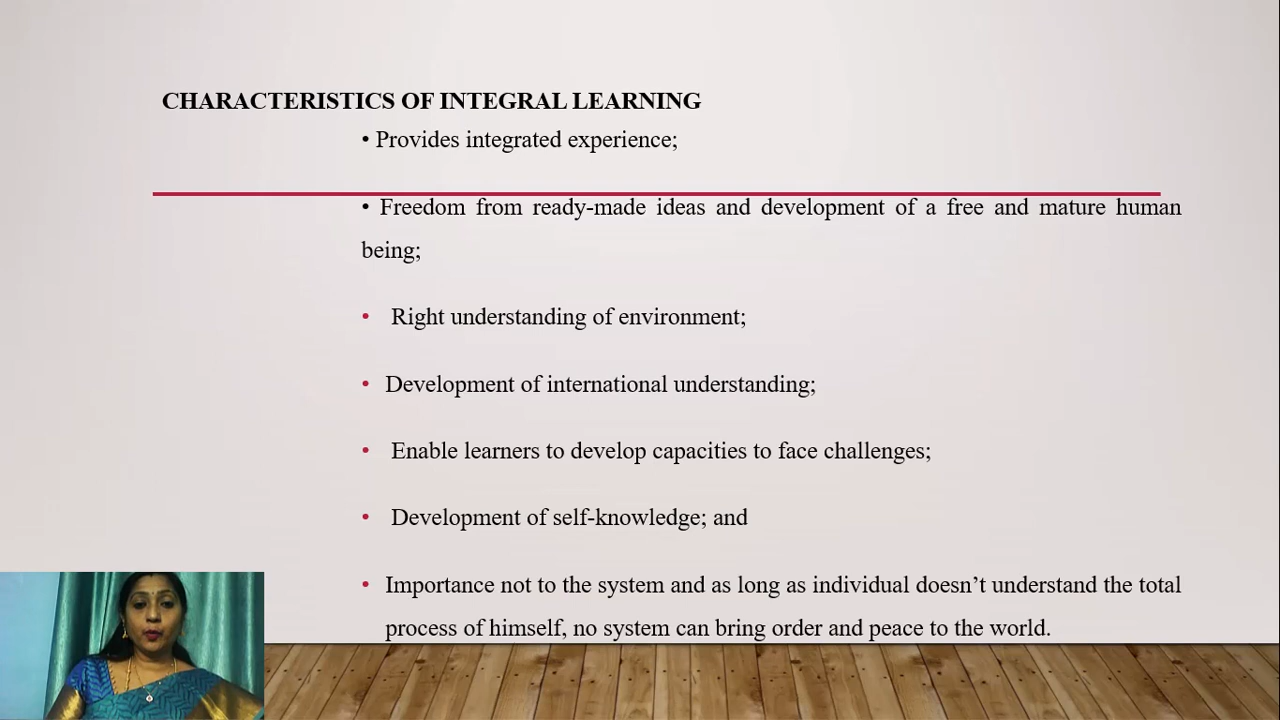 CHARACTERISTICS OF INTEGRAL LEARNING
• Provides integrated experience;
• Freedom from ready-made ideas and development of a free and mature human
being;
• Right understanding of environment;
• Development of international understanding;
• Enable learners to develop capacities to face challenges;
• Development of self-knowledge; and
• Importance not to the system and as long as individual doesn’t understand the total
process of himself, no system can bring order and peace to the world.